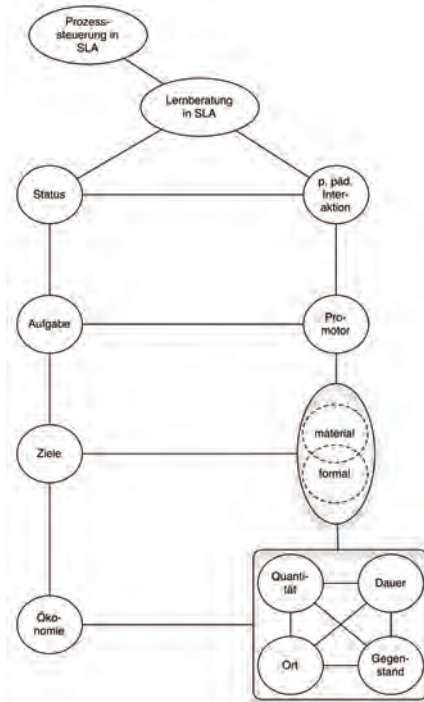 Prozess-
steuerung in
SLA
Lernberatung
in SLA
Status
p. päd.
Inter-
aktion
Aufgabe
Pro-
motor
Ziele
material
formal
Öko-
nomie
Quanti-
tät
Dauer
Ort
Gegen-
stand